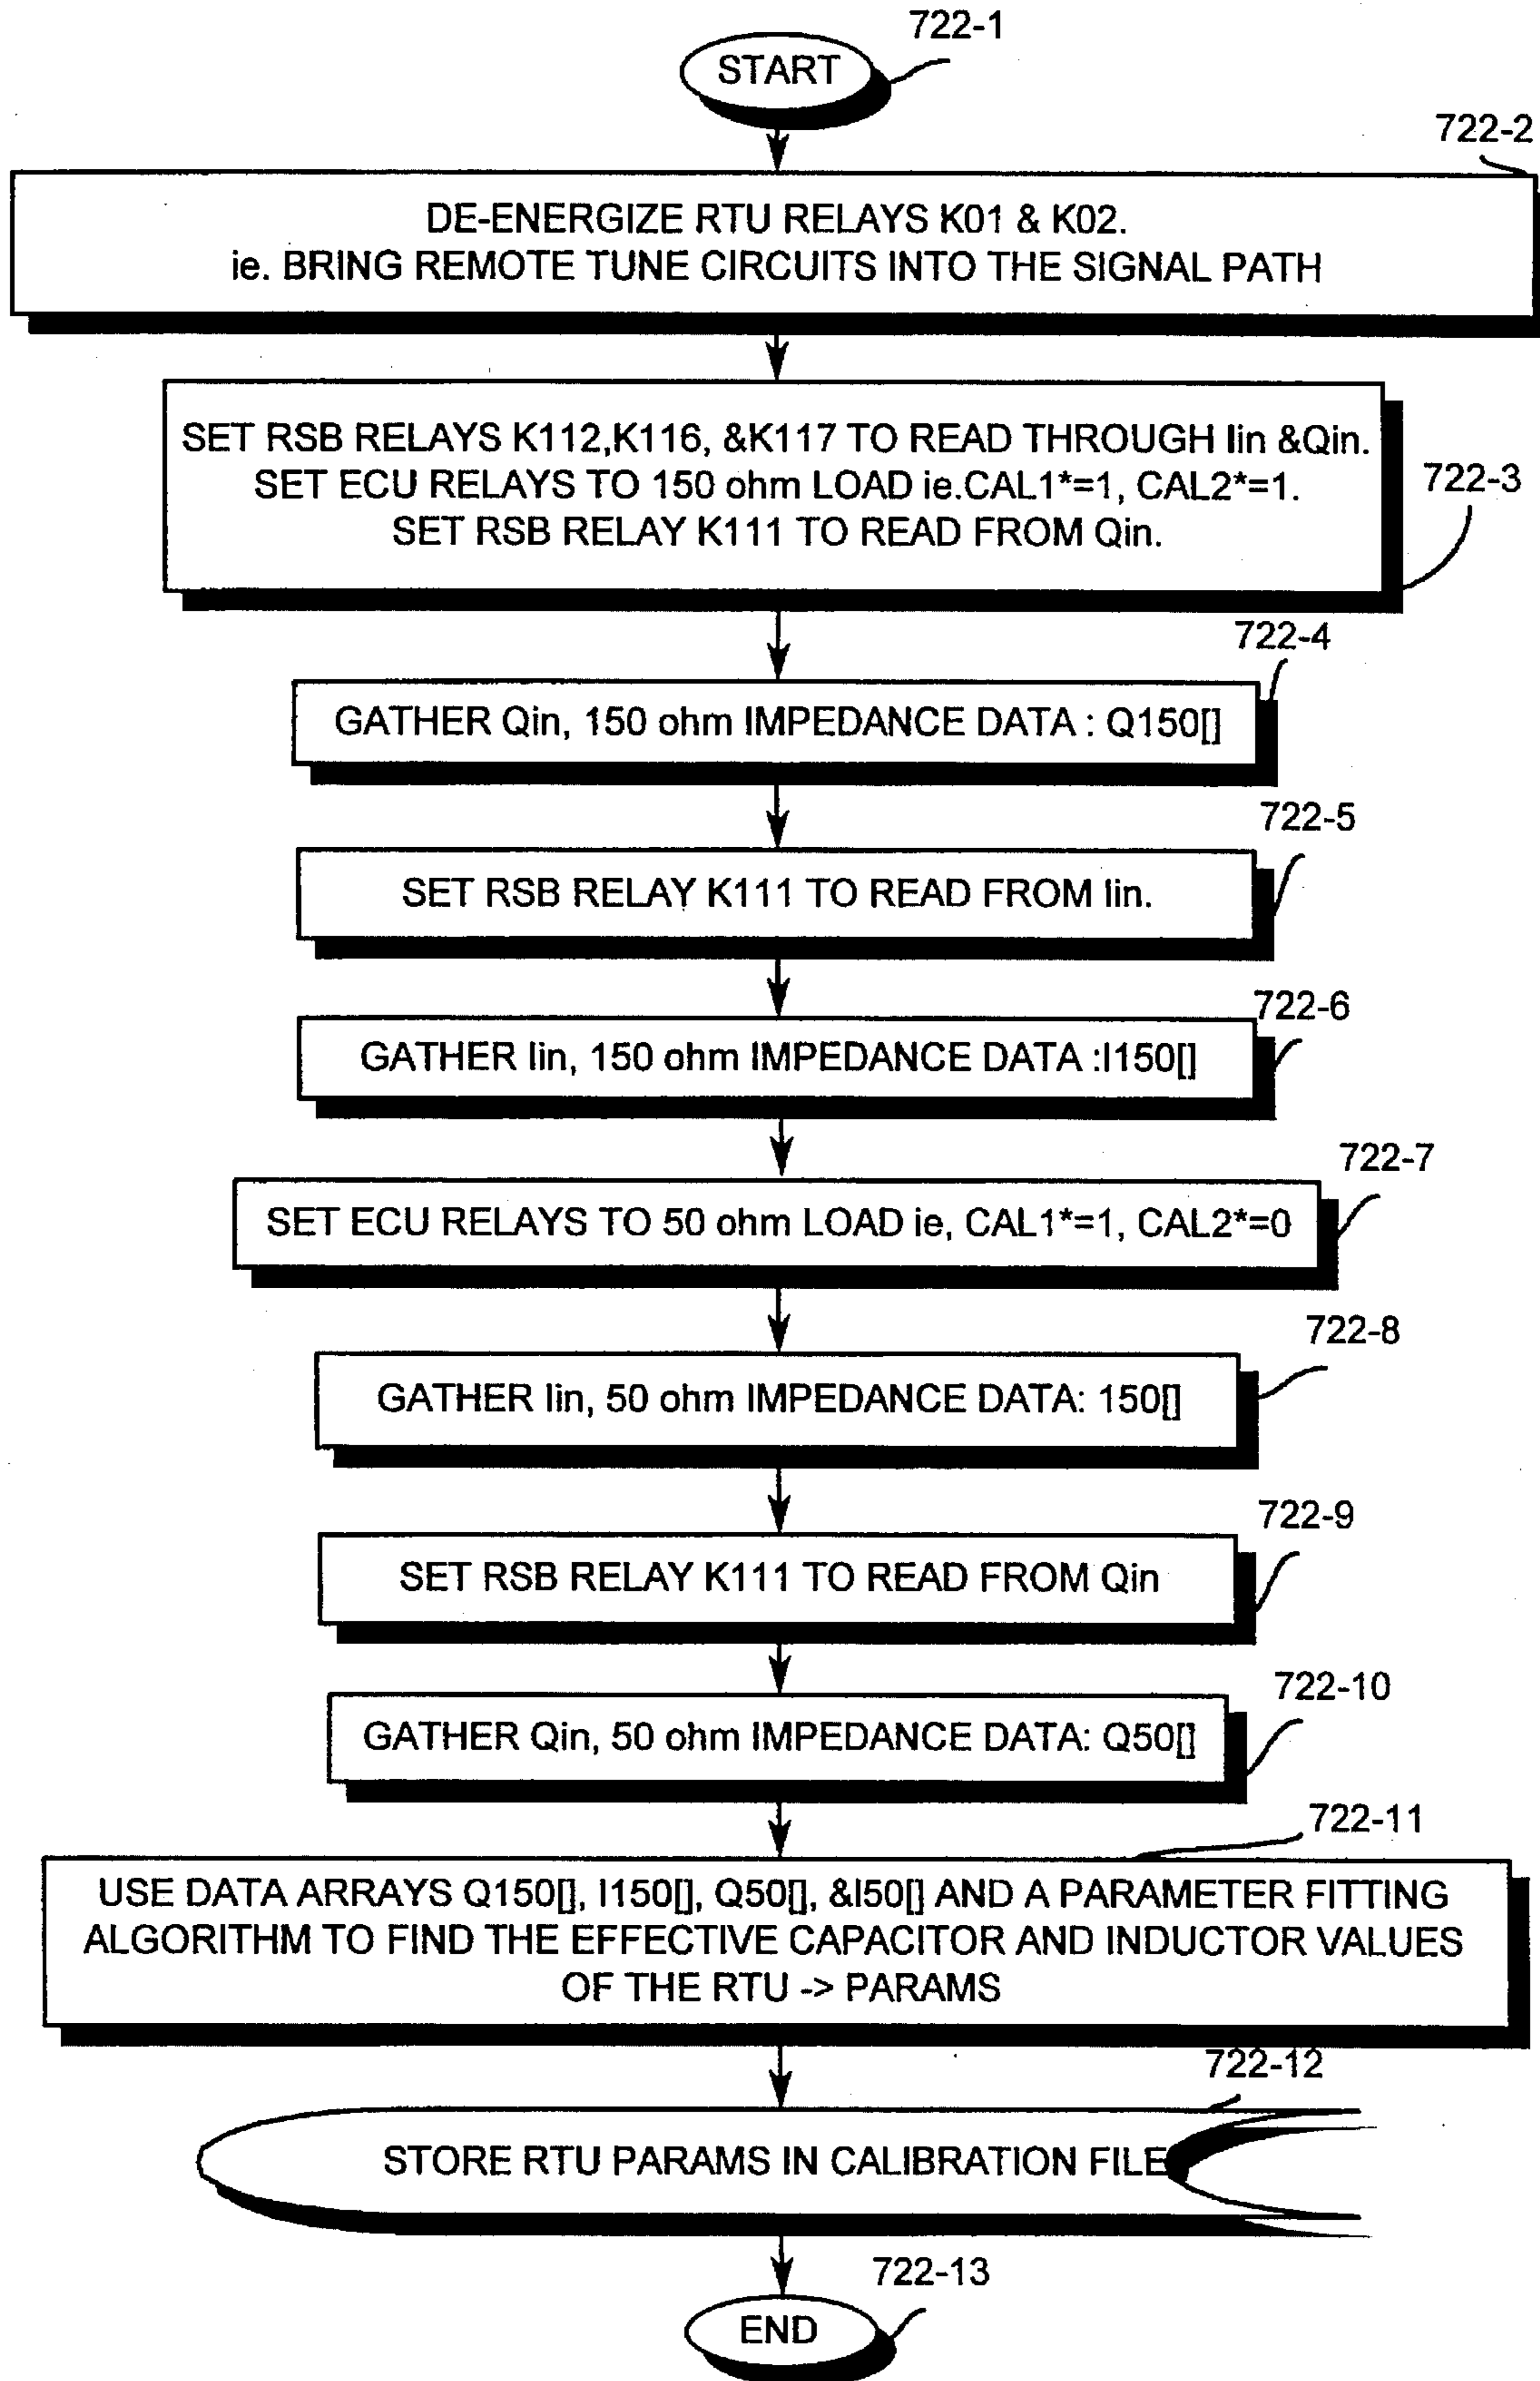 722-1
START
722-2
DE-ENERGIZE RTU RELAYS K01 & K02.
ie. BRING REMOTE TUNE CIRCUITS INTO THE SIGNAL PATH
SET RSB RELAYS K112,K116, &K117 TO READ THROUGH Iin &Qin.
SET ECU RELAYS TO 150 ohm LOAD ie.CAL1*=1, CAL2*=1.
SET RSB RELAY K111 TO READ FROM Qin.
722-3
722-4
GATHER Qin, 150 ohm IMPEDANCE DATA : Q150[]
722-5
SET RSB RELAY K111 TO READ FROM Iin.
722-6
GATHER Iin, 150 ohm IMPEDANCE DATA :I150[]
722-7
SET ECU RELAYS TO 50 ohm LOAD ie, CAL1*=1, CAL2*=0
722-8
GATHER Iin, 50 ohm IMPEDANCE DATA: 150[]
722-9
SET RSB RELAY K111 TO READ FROM Qin
722-10
GATHER Qin, 50 ohm IMPEDANCE DATA: Q50[]
722-11
USE DATA ARRAYS Q150[], I150[], Q50[], &I50[] AND A PARAMETER FITTING
ALGORITHM TO FIND THE EFFECTIVE CAPACITOR AND INDUCTOR VALUES
OF THE RTU -> PARAMS
722-12
STORE RTU PARAMS IN CALIBRATION FILE
722-13
END